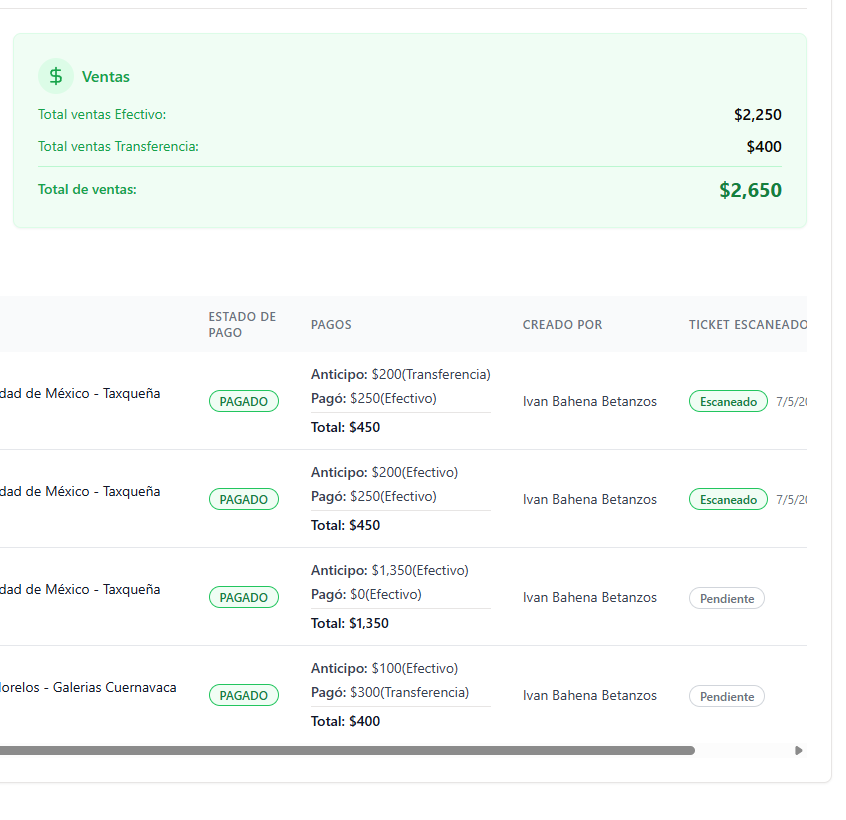 $ Ventas
Total ventas Efectivo: $2,250
Total ventas Transferencia: $400
Total de ventas: $2,650
ESTADO DE PAGO PAGOS CREADO POR TICKET ESCANEADO
dad de México - Taxqueña PAGADO Anticipo: $200(Transferencia)
Pagó: $250(Efectivo)
Total: $450
Ivan Bahena Betanzos Escaneado 7/5/20
dad de México - Taxqueña PAGADO Anticipo: $200(Efectivo)
Pagó: $250(Efectivo)
Total: $450
Ivan Bahena Betanzos Escaneado 7/5/20
dad de México - Taxqueña PAGADO Anticipo: $1,350(Efectivo)
Pagó: $0(Efectivo)
Total: $1,350
Ivan Bahena Betanzos Pendiente
lorelos - Galerias Cuernavaca PAGADO Anticipo: $100(Efectivo)
Pagó: $300(Transferencia)
Total: $400
Ivan Bahena Betanzos Pendiente